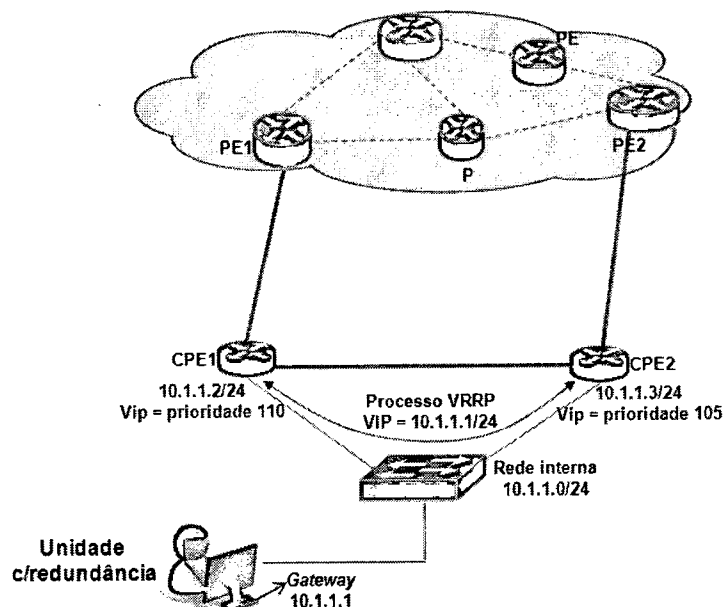 PE
PE1
P
PE2
CPE1
CPE2
10.1.1.2/24
Vip = prioridade 110
Processo VRRP
VIP = 10.1.1.1/24
10.1.1.3/24
Vip = prioridade 105
Rede interna
10.1.1.0/24
Unidade
c/redundância
Gateway
10.1.1.1